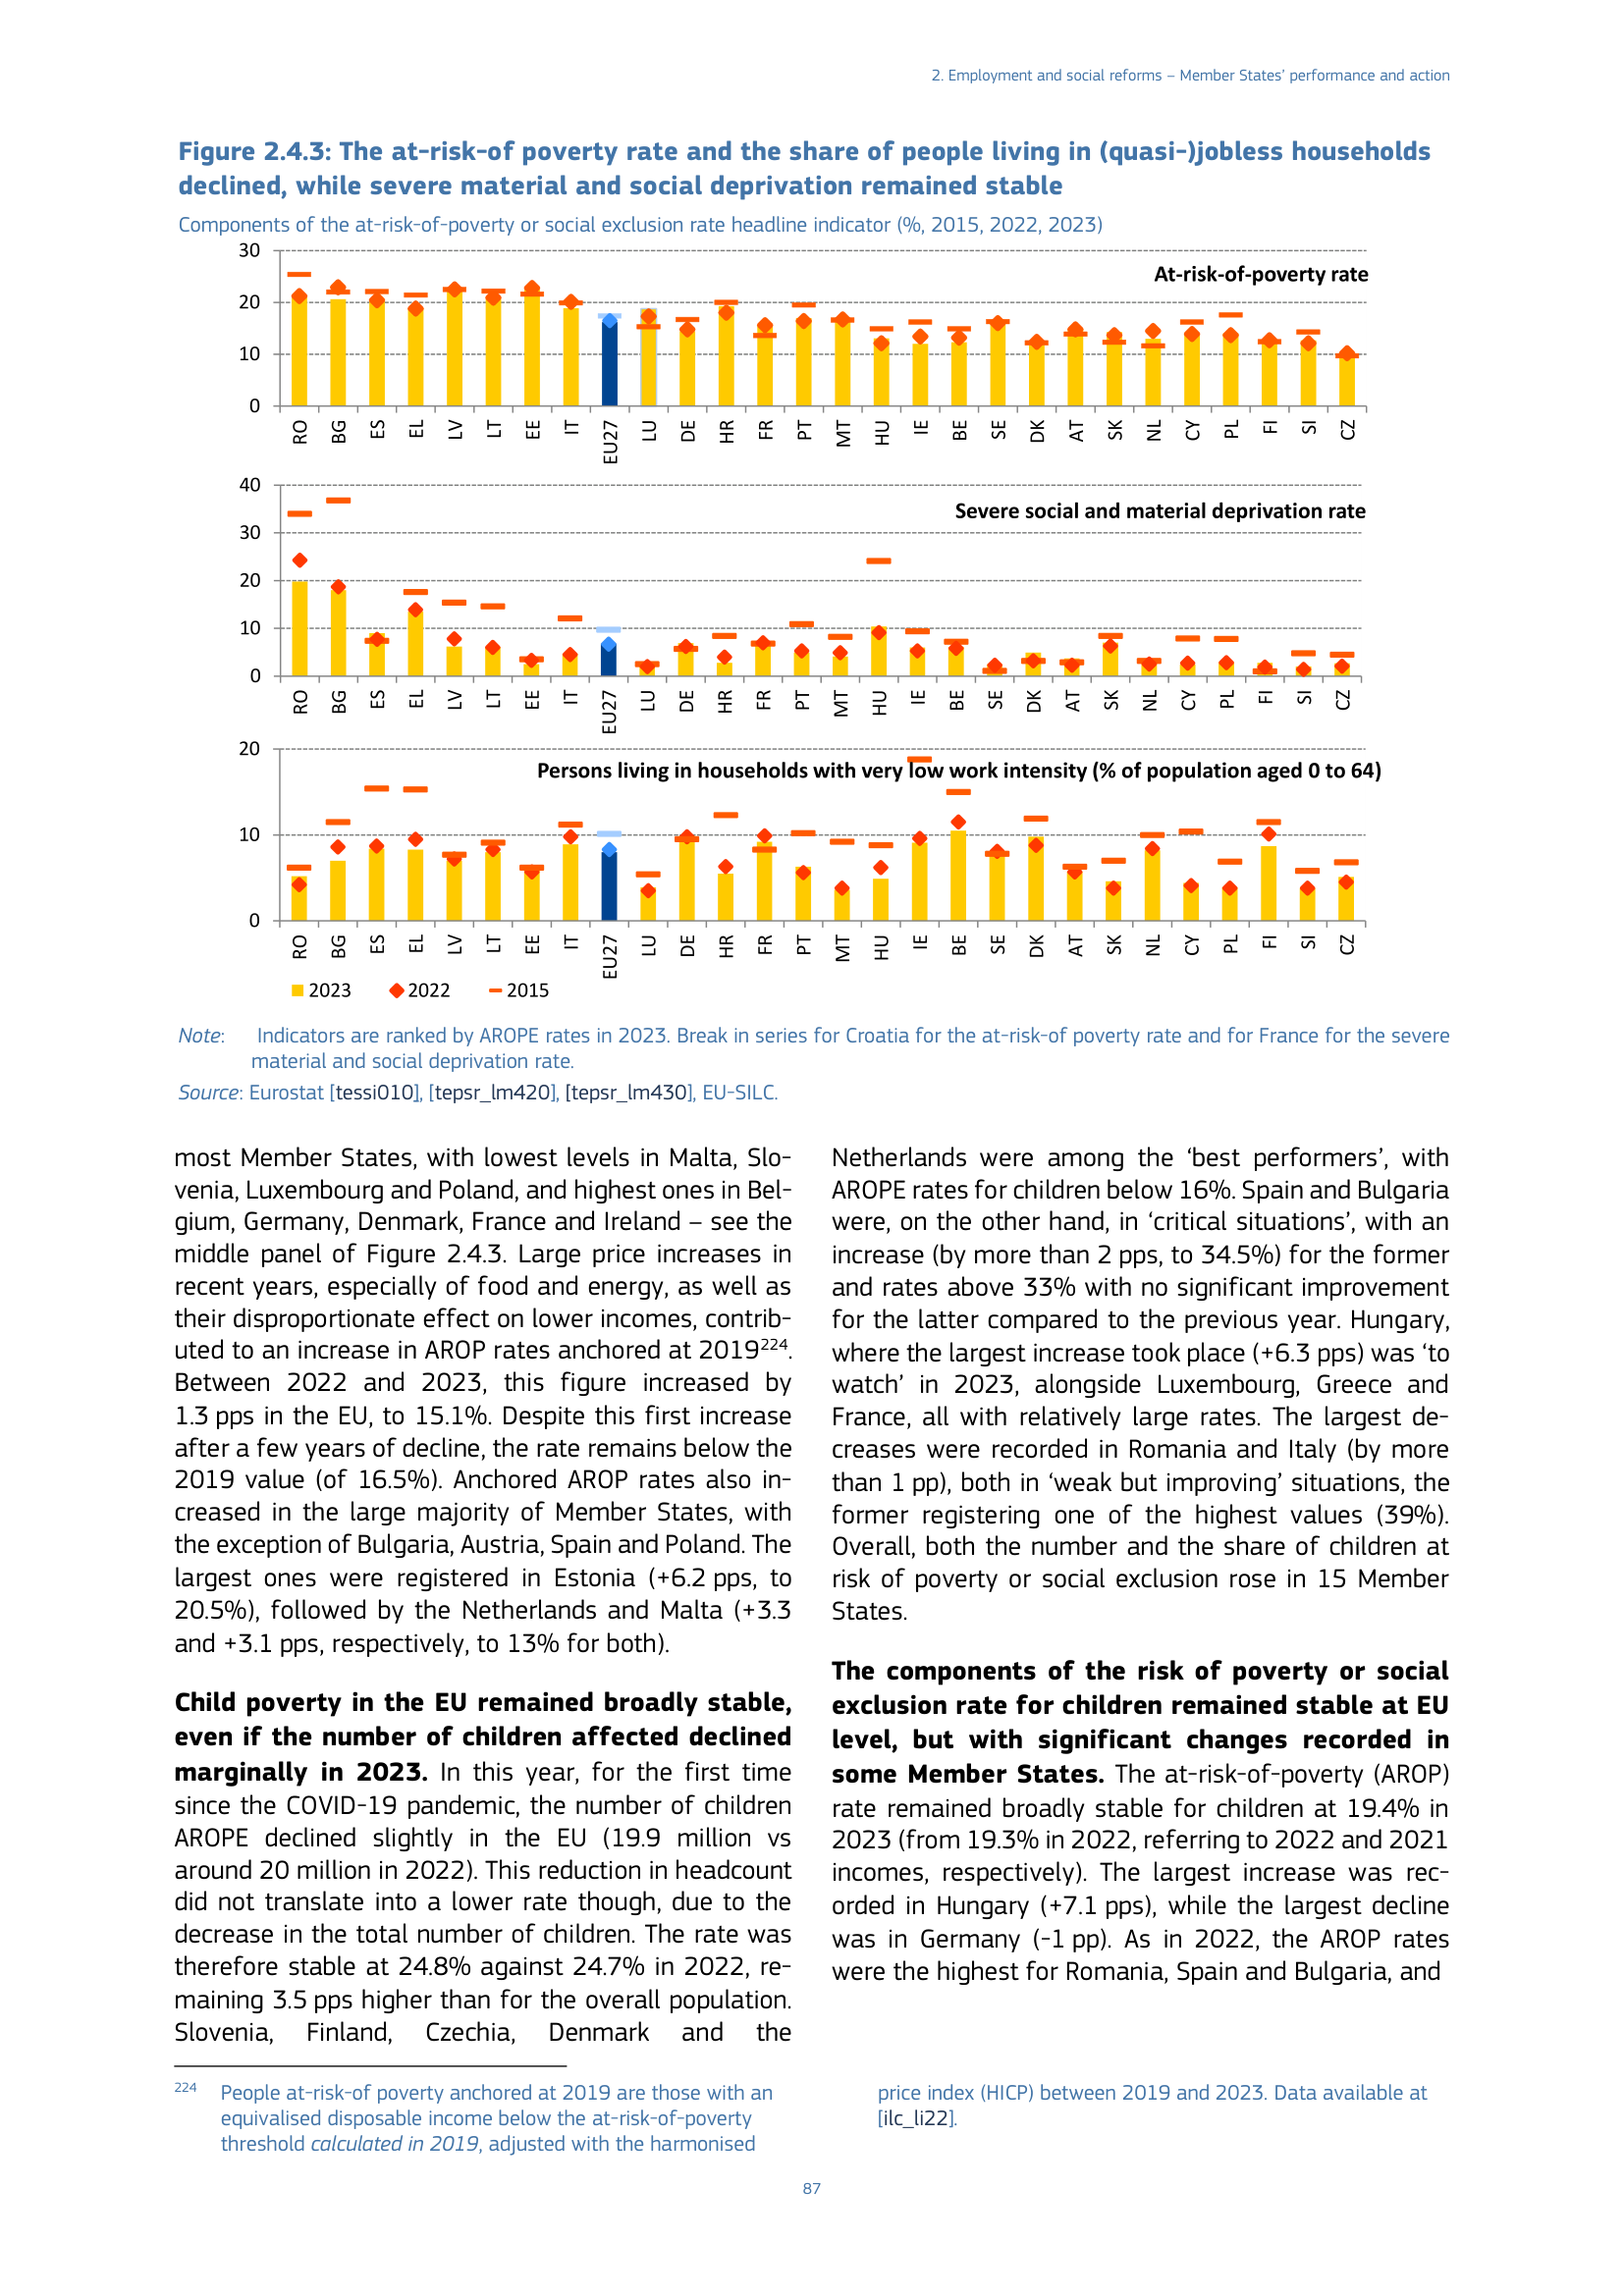 2. Employment and social reforms – Member States’ performance and action
Figure 2.4.3: The at-risk-of poverty rate and the share of people living in (quasi-)jobless households
declined, while severe material and social deprivation remained stable
Components of the at-risk-of-poverty or social exclusion rate headline indicator (%, 2015, 2022, 2023)
30
At-risk-of-poverty rate
20
10
0
RO BG ES EL LV LT EE IT EU27 LU DE HR FR PT MT HU IE BE SE DK AT SK NL CY PL FI SI CZ
40
Severe social and material deprivation rate
30
20
10
0
RO BG ES EL LV LT EE IT EU27 LU DE HR FR PT MT HU IE BE SE DK AT SK NL CY PL FI SI CZ
20
Persons living in households with very low work intensity (% of population aged 0 to 64)
10
0
RO BG ES EL LV LT EE IT EU27 LU DE HR FR PT MT HU IE BE SE DK AT SK NL CY PL FI SI CZ
2023 2022 2015
Note: Indicators are ranked by AROPE rates in 2023. Break in series for Croatia for the at-risk-of poverty rate and for France for the severe
material and social deprivation rate.
Source: Eurostat [tessi010], [tepsr_lm420], [tepsr_lm430], EU-SILC.
most Member States, with lowest levels in Malta, Slo-
venia, Luxembourg and Poland, and highest ones in Bel-
gium, Germany, Denmark, France and Ireland – see the
middle panel of Figure 2.4.3. Large price increases in
recent years, especially of food and energy, as well as
their disproportionate effect on lower incomes, contrib-
uted to an increase in AROP rates anchored at 2019224.
Between 2022 and 2023, this figure increased by
1.3 pps in the EU, to 15.1%. Despite this first increase
after a few years of decline, the rate remains below the
2019 value (of 16.5%). Anchored AROP rates also in-
creased in the large majority of Member States, with
the exception of Bulgaria, Austria, Spain and Poland. The
largest ones were registered in Estonia (+6.2 pps, to
20.5%), followed by the Netherlands and Malta (+3.3
and +3.1 pps, respectively, to 13% for both).
Child poverty in the EU remained broadly stable,
even if the number of children affected declined
marginally in 2023. In this year, for the first time
since the COVID-19 pandemic, the number of children
AROPE declined slightly in the EU (19.9 million vs
around 20 million in 2022). This reduction in headcount
did not translate into a lower rate though, due to the
decrease in the total number of children. The rate was
therefore stable at 24.8% against 24.7% in 2022, re-
maining 3.5 pps higher than for the overall population.
Slovenia, Finland, Czechia, Denmark and the
Netherlands were among the ‘best performers’, with
AROPE rates for children below 16%. Spain and Bulgaria
were, on the other hand, in ‘critical situations’, with an
increase (by more than 2 pps, to 34.5%) for the former
and rates above 33% with no significant improvement
for the latter compared to the previous year. Hungary,
where the largest increase took place (+6.3 pps) was ‘to
watch’ in 2023, alongside Luxembourg, Greece and
France, all with relatively large rates. The largest de-
creases were recorded in Romania and Italy (by more
than 1 pp), both in ‘weak but improving’ situations, the
former registering one of the highest values (39%).
Overall, both the number and the share of children at
risk of poverty or social exclusion rose in 15 Member
States.
The components of the risk of poverty or social
exclusion rate for children remained stable at EU
level, but with significant changes recorded in
some Member States. The at-risk-of-poverty (AROP)
rate remained broadly stable for children at 19.4% in
2023 (from 19.3% in 2022, referring to 2022 and 2021
incomes, respectively). The largest increase was rec-
orded in Hungary (+7.1 pps), while the largest decline
was in Germany (-1 pp). As in 2022, the AROP rates
were the highest for Romania, Spain and Bulgaria, and
224 People at-risk-of poverty anchored at 2019 are those with an
equivalised disposable income below the at-risk-of-poverty
threshold calculated in 2019, adjusted with the harmonised
price index (HICP) between 2019 and 2023. Data available at
[ilc_li22].
87